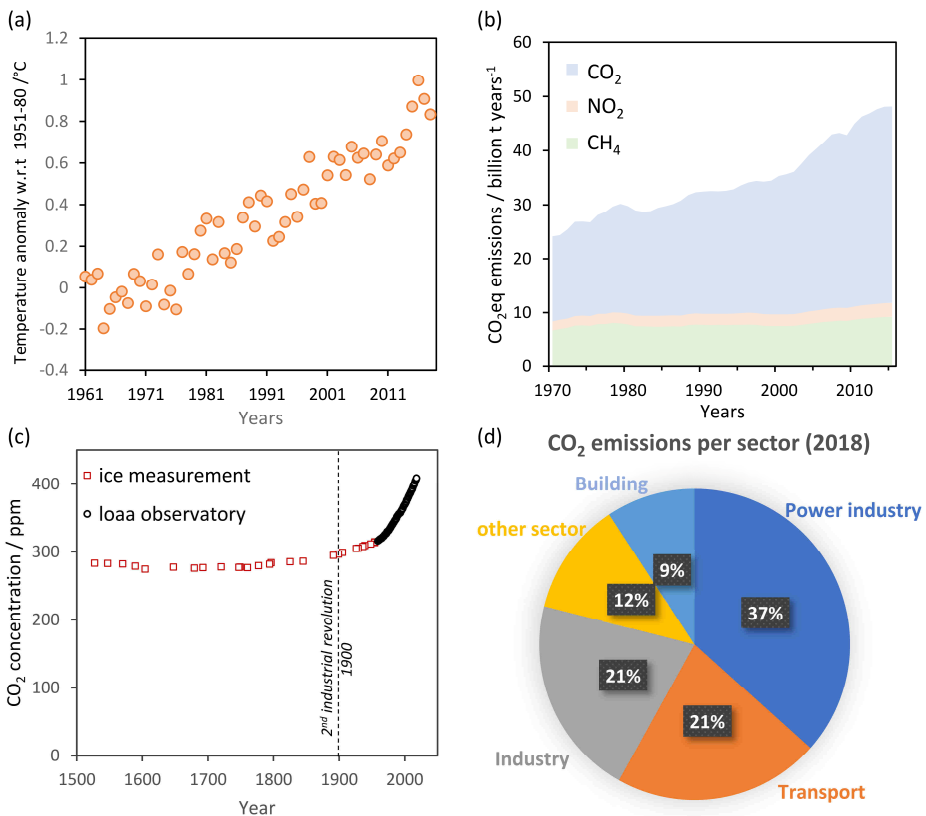 (a)
Temperature anomaly w.r.t 1951-80 /°C
1.2
1
0.8
0.6
0.4
0.2
0
-0.2
-0.4
1961 1971 1981 1991 2001 2011
Years
(b)
CO₂eq emissions / billion t years⁻¹
60
50
40
30
20
10
0
CO₂
NO₂
CH₄
1970 1980 1990 2000 2010
Years
(c)
CO₂ concentration / ppm
400
300
200
100
0
ice measurement
loaa observatory
2ⁿᵈ industrial revolution
1900
1500 1600 1700 1800 1900 2000
Year
(d)
CO₂ emissions per sector (2018)
Building
Power industry
other sector
9%
12%
37%
21%
21%
Industry
Transport